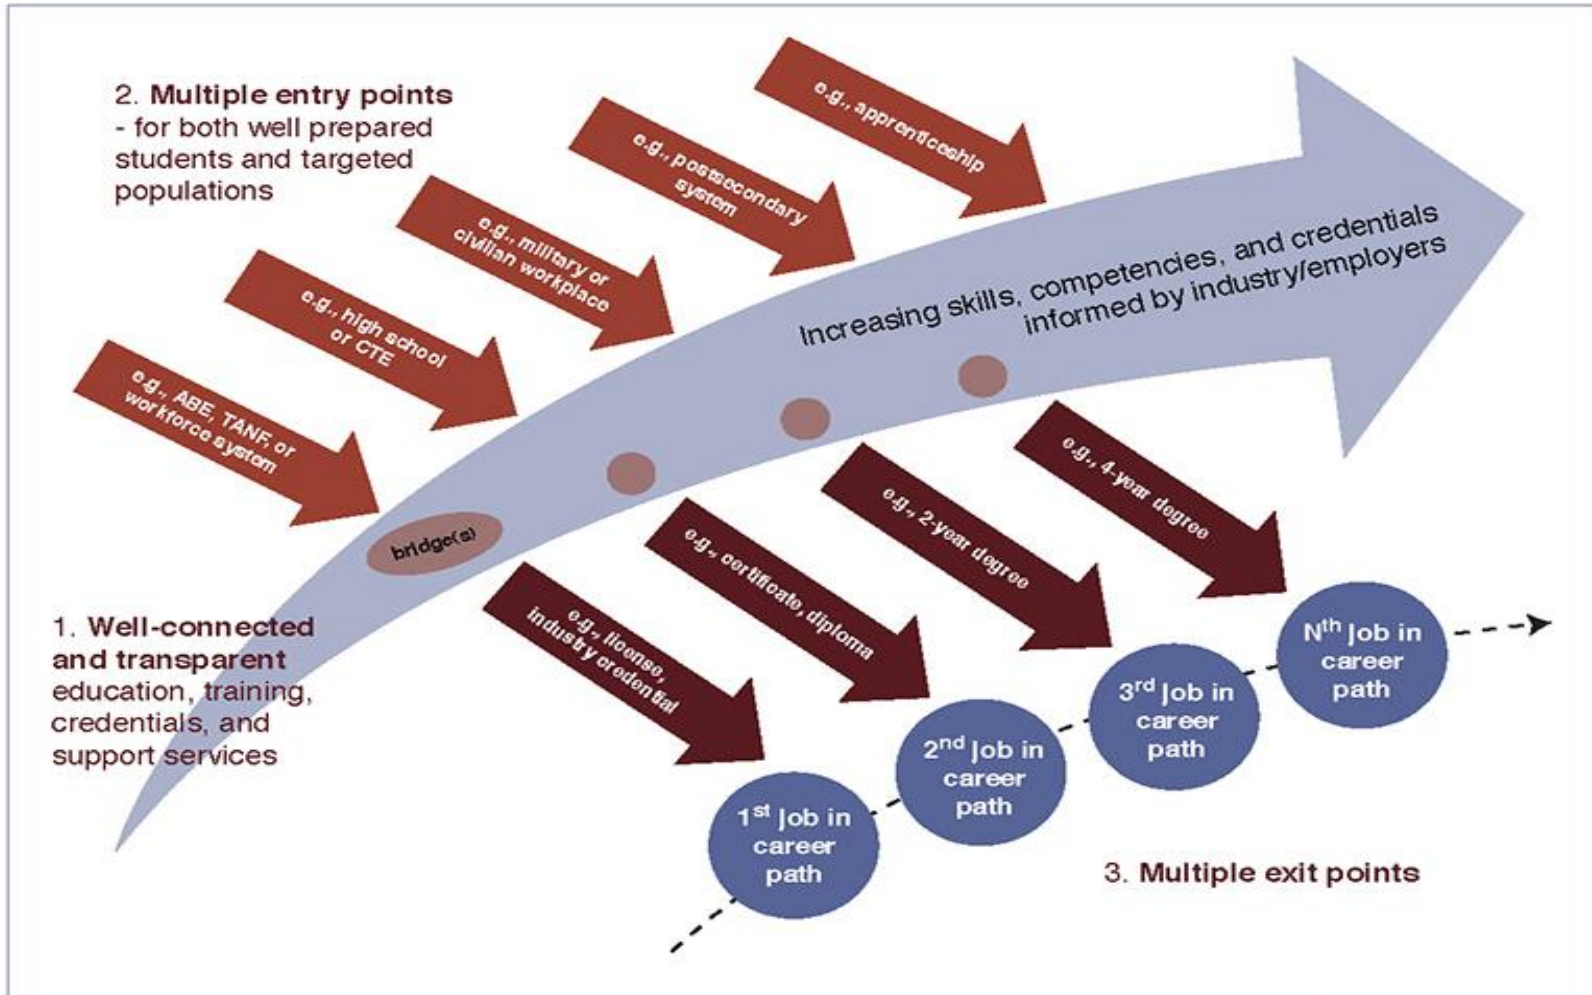 2. Multiple entry points
- for both well prepared
students and targeted
populations
e.g., apprenticeship
e.g., postsecondary
system
e.g., military or
civilian workplace
e.g., high school
or CTE
e.g., ABE, TANF, or
workforce system
Increasing skills, competencies, and credentials
informed by industry/employers
bridge(s)
1. Well-connected
and transparent
education, training,
credentials, and
support services
e.g., license,
industry credential
e.g., certificate, diploma
e.g., 2-year degree
e.g., 4-year degree
1st Job in
career
path
2nd Job in
career
path
3rd Job in
career
path
Nth Job in
career
path
3. Multiple exit points